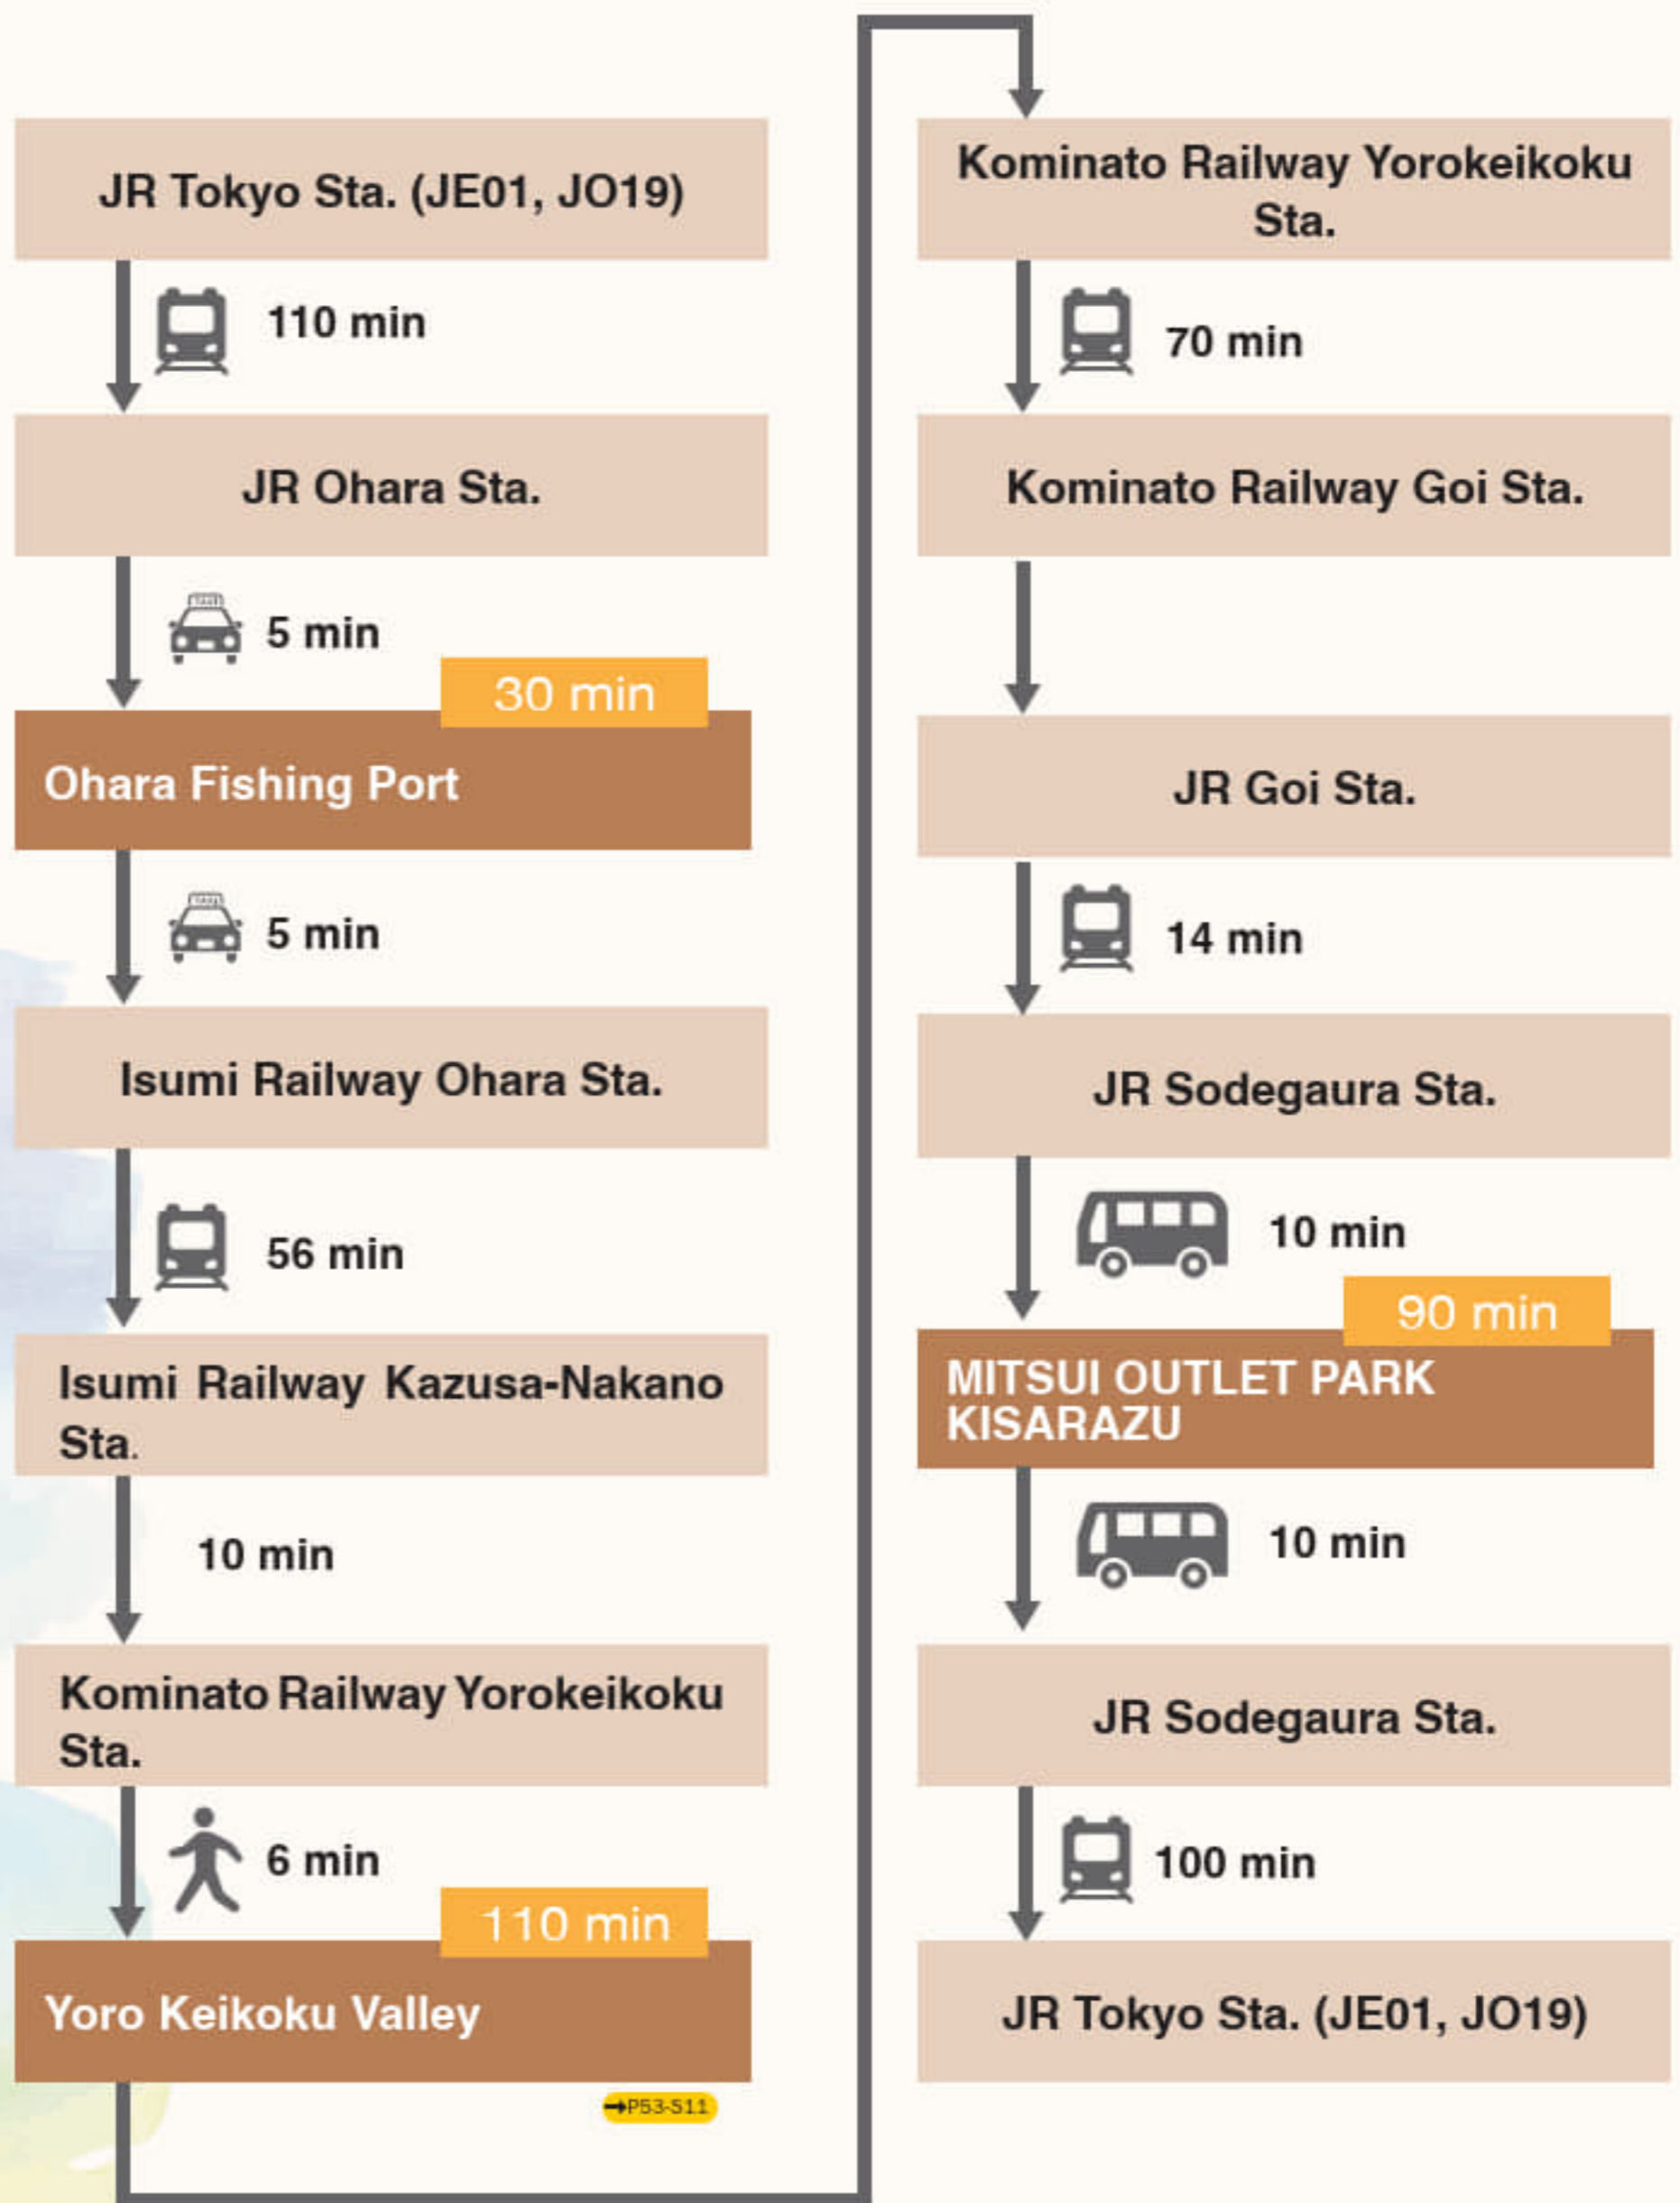 JR Tokyo Sta. (JE01, JO19)
110 min
JR Ohara Sta.
TAXI
5 min
30 min
Ohara Fishing Port
TAXI
5 min
Isumi Railway Ohara Sta.
56 min
Isumi Railway Kazusa-Nakano
Sta.
10 min
Kominato Railway Yorokeikoku
Sta.
6 min
110 min
Yoro Keikoku Valley
➞P53-511
Kominato Railway Yorokeikoku
Sta.
70 min
Kominato Railway Goi Sta.
JR Goi Sta.
14 min
JR Sodegaura Sta.
10 min
90 min
MITSUI OUTLET PARK
KISARAZU
10 min
JR Sodegaura Sta.
100 min
JR Tokyo Sta. (JE01, JO19)